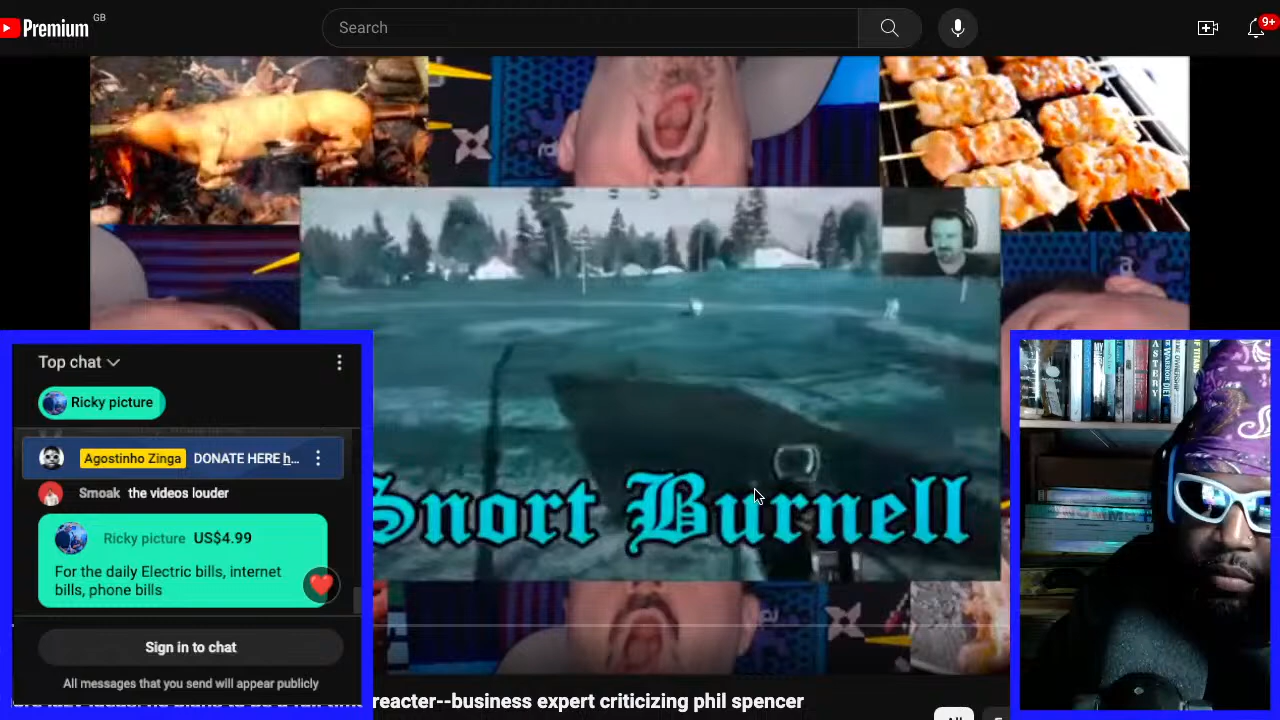 Premium GB
Search
9+
Top chat
Ricky picture
Agostinho Zinga DONATE HERE h...
Smoak the videos louder
Ricky picture US$4.99
For the daily Electric bills, internet
bills, phone bills
Sign in to chat
All messages that you send will appear publicly
Snort Burnell
reacter--business expert criticizing phil spencer
All